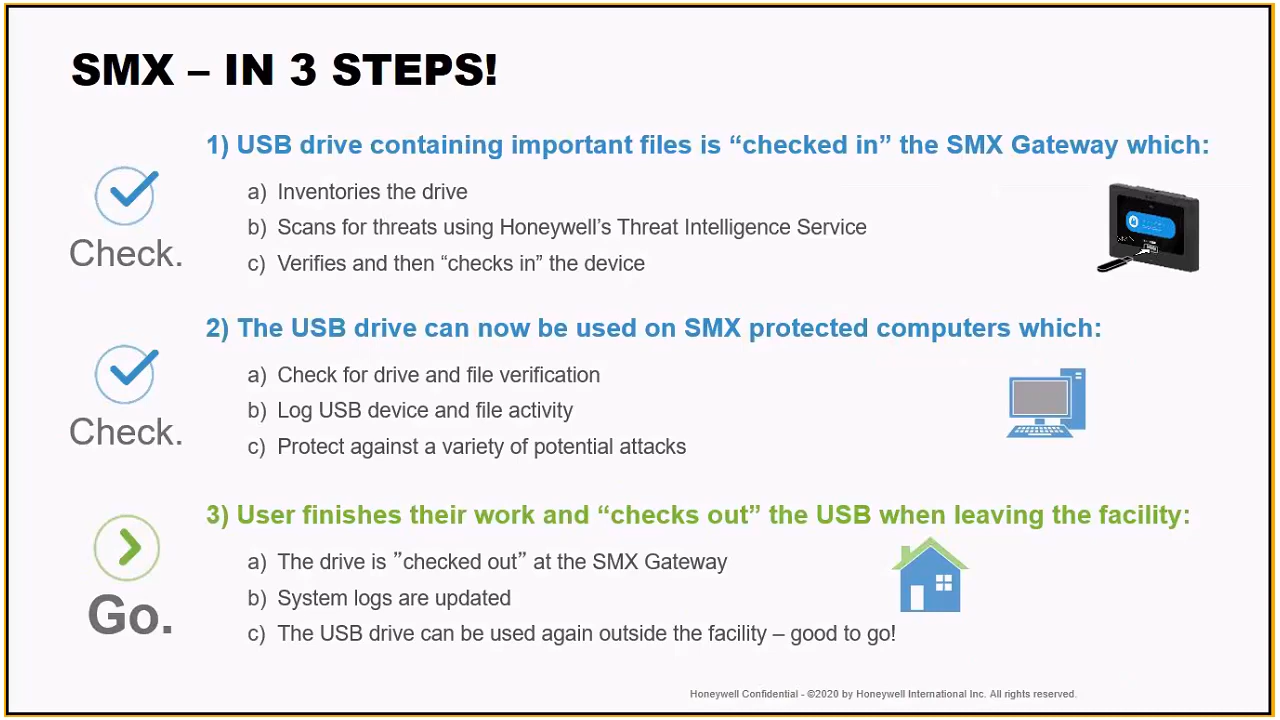 SMX – IN 3 STEPS!
1) USB drive containing important files is “checked in” the SMX Gateway which:
a) Inventories the drive
b) Scans for threats using Honeywell’s Threat Intelligence Service
c) Verifies and then “checks in” the device
Check.
2) The USB drive can now be used on SMX protected computers which:
a) Check for drive and file verification
b) Log USB device and file activity
c) Protect against a variety of potential attacks
Check.
3) User finishes their work and “checks out” the USB when leaving the facility:
a) The drive is ”checked out” at the SMX Gateway
b) System logs are updated
c) The USB drive can be used again outside the facility – good to go!
Go.
Honeywell Confidential - ©2020 by Honeywell International Inc. All rights reserved.